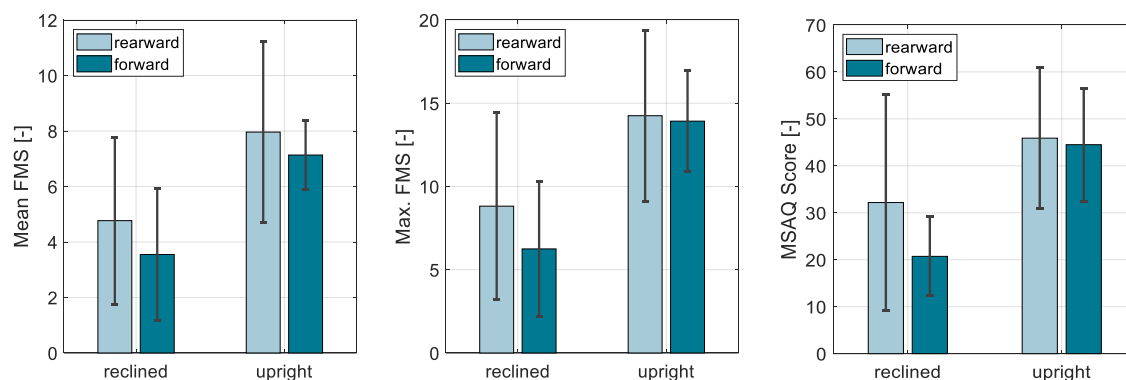 Mean FMS [-]
12
10
8
6
4
2
0
rearward
forward
reclined
upright
Max. FMS [-]
20
15
10
5
0
rearward
forward
reclined
upright
MSAQ Score [-]
70
60
50
40
30
20
10
0
rearward
forward
reclined
upright